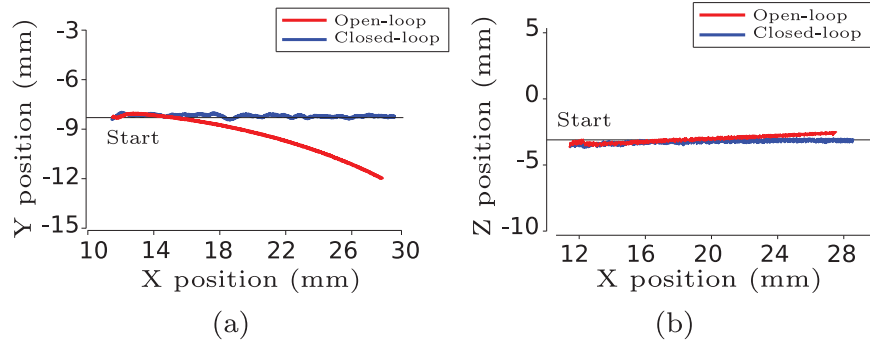 Open-loop
Closed-loop
Y position (mm)
-3
-6
-9
-12
-15
Start
10 14 18 22 26 30
X position (mm)
(a)
Open-loop
Closed-loop
Z position (mm)
5
0
-5
-10
Start
12 16 20 24 28
X position (mm)
(b)